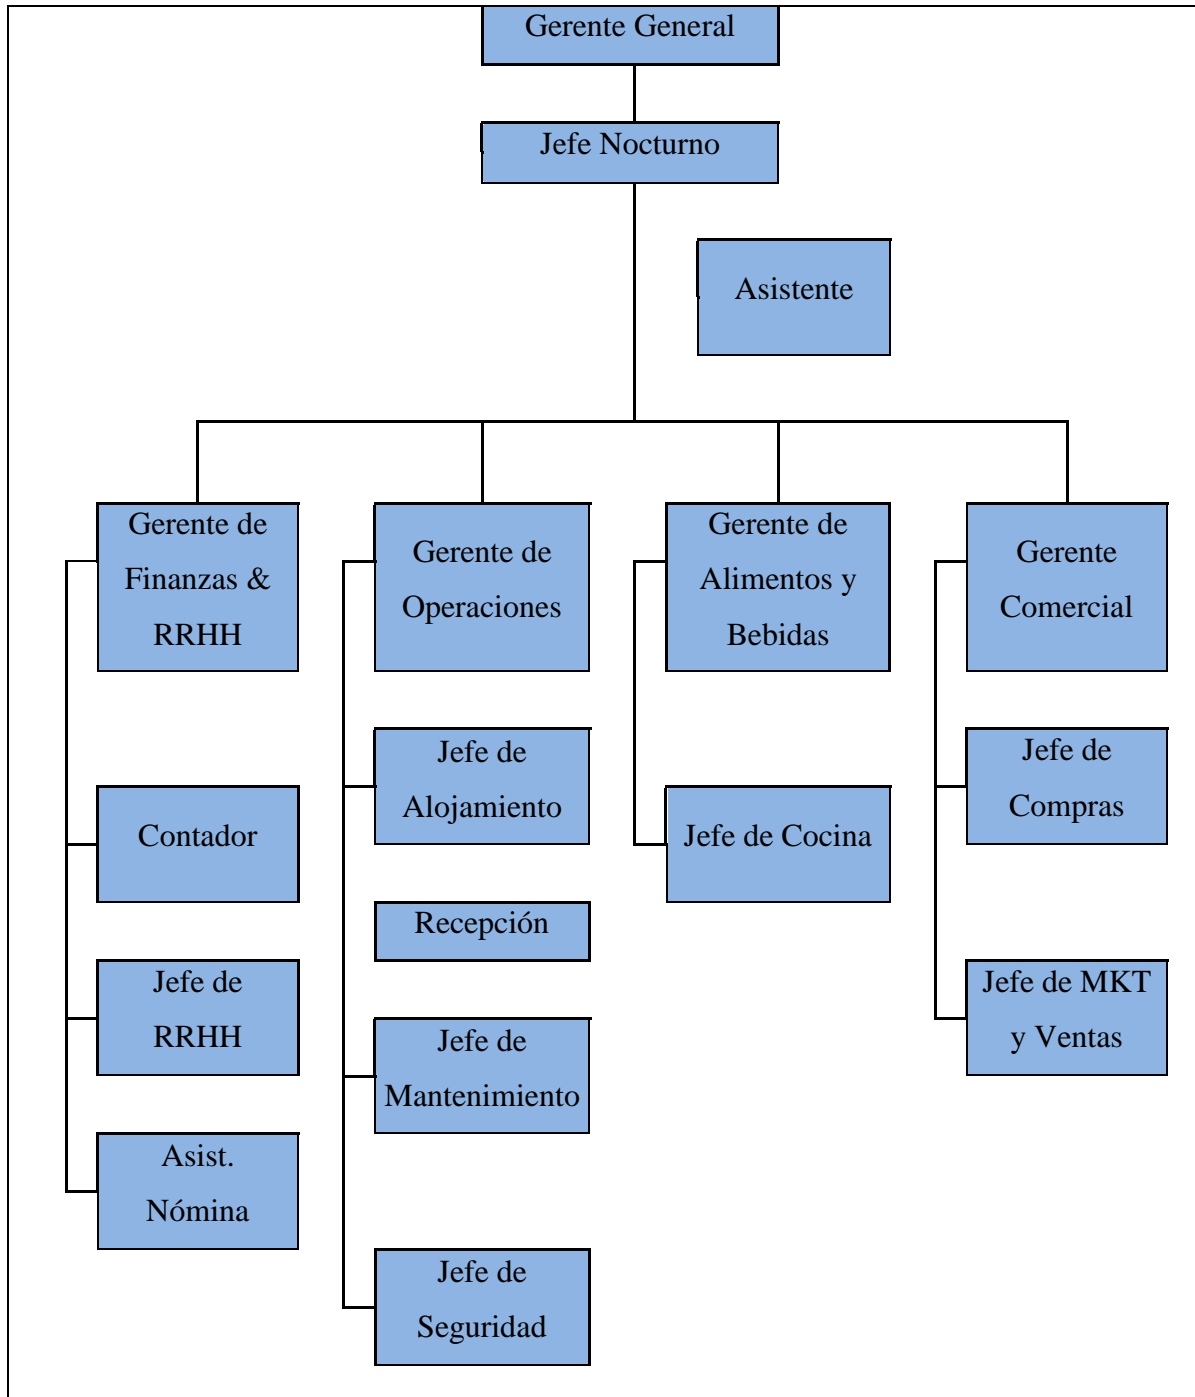 Gerente General
Jefe Nocturno
Asistente
Gerente de
Finanzas &
RRHH
Gerente de
Operaciones
Gerente de
Alimentos y
Bebidas
Gerente
Comercial
Jefe de
Alojamiento
Jefe de
Compras
Contador
Jefe de Cocina
Recepción
Jefe de
RRHH
Jefe de MKT
y Ventas
Jefe de
Mantenimiento
Asist.
Nómina
Jefe de
Seguridad